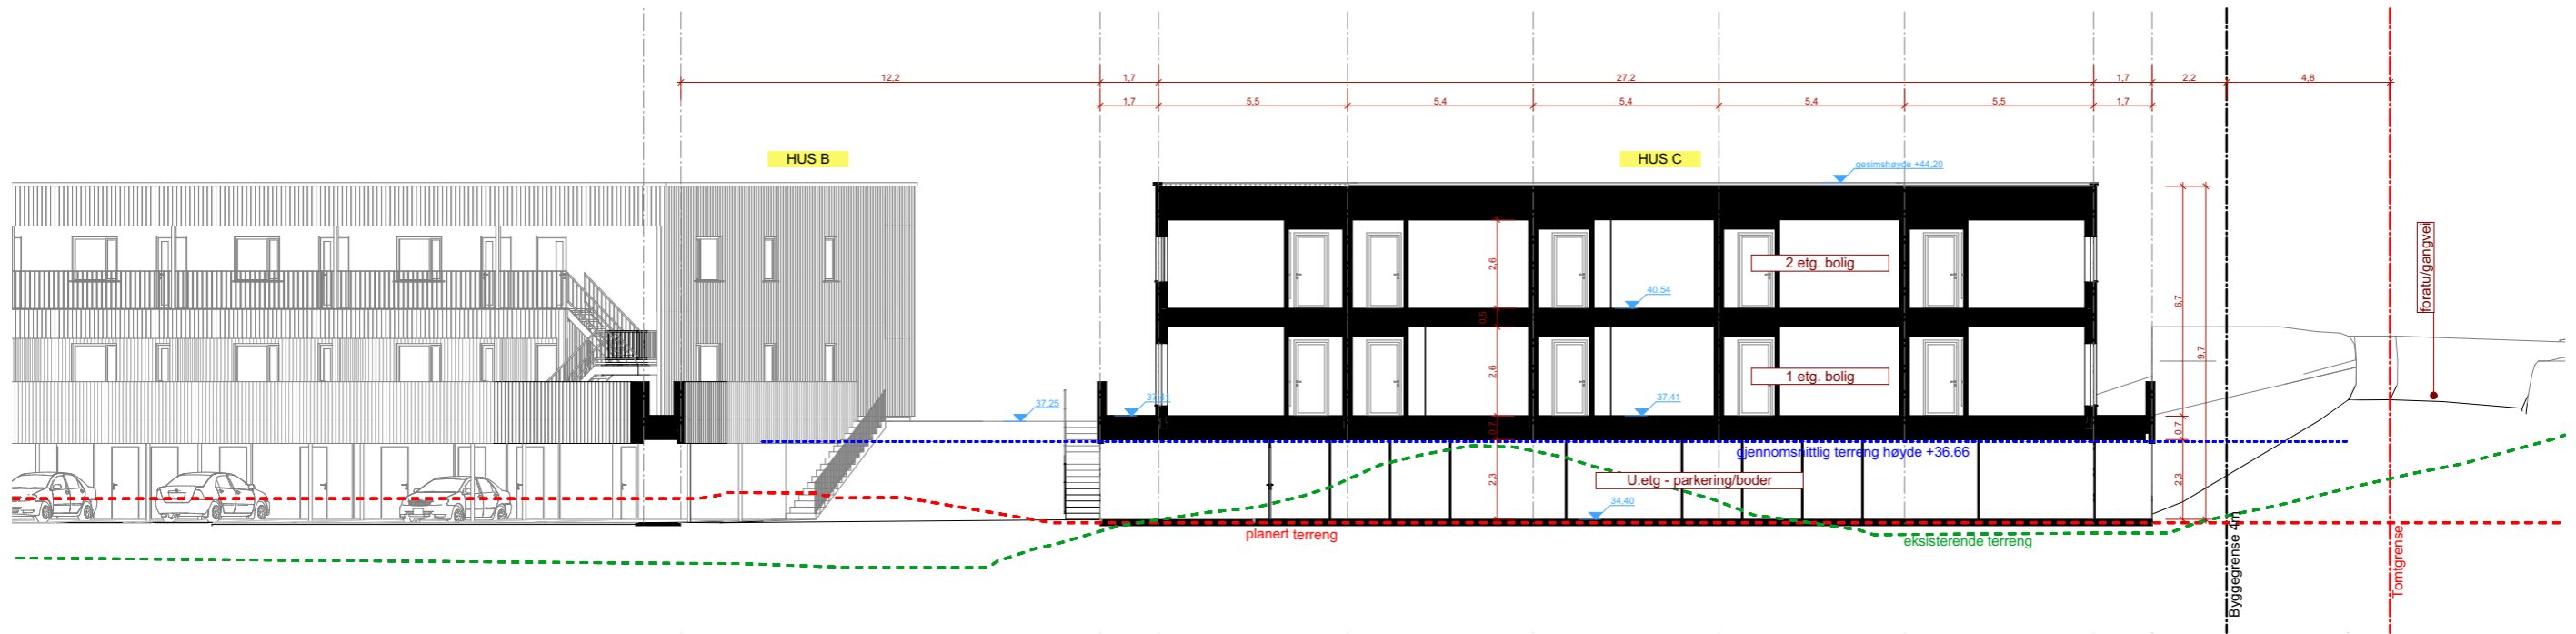 12,2
1,7
27,2
1,7
2,2
4,8
1,7
5,5
5,4
5,4
5,4
5,5
1,7
HUS B
HUS C
gesimshøyde +44,20
2 etg. bolig
2,6
40,54
0,5
6,7
9,7
foratu/gangvei
1 etg. bolig
2,6
37,25
37,41
37,41
0,7
0,7
gjennomsnittlig terreng høyde +36.66
U.etg - parkering/boder
2,3
2,3
34,40
planert terreng
eksisterende terreng
Byggegrense 4m
Tomtgrense